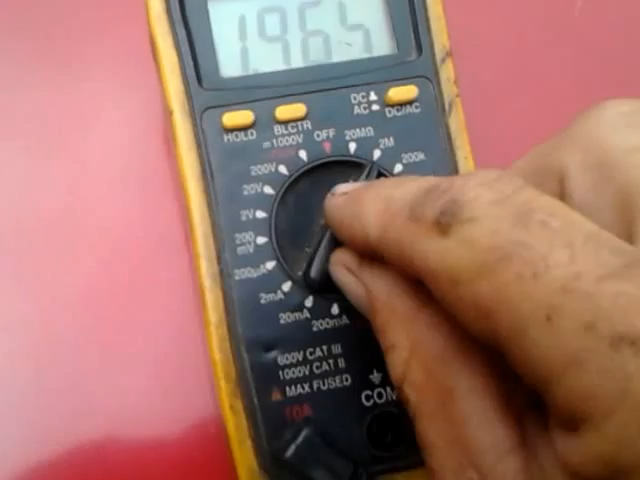 1.965
HOLD
BLCTR
DC
AC
DC/AC
1000V
OFF
20MΩ
2M
200k
200V
20V
2V
200
mV
200µA
2mA
20mA
200mA
600V CAT III
1000V CAT II
MAX FUSED
10A
COM